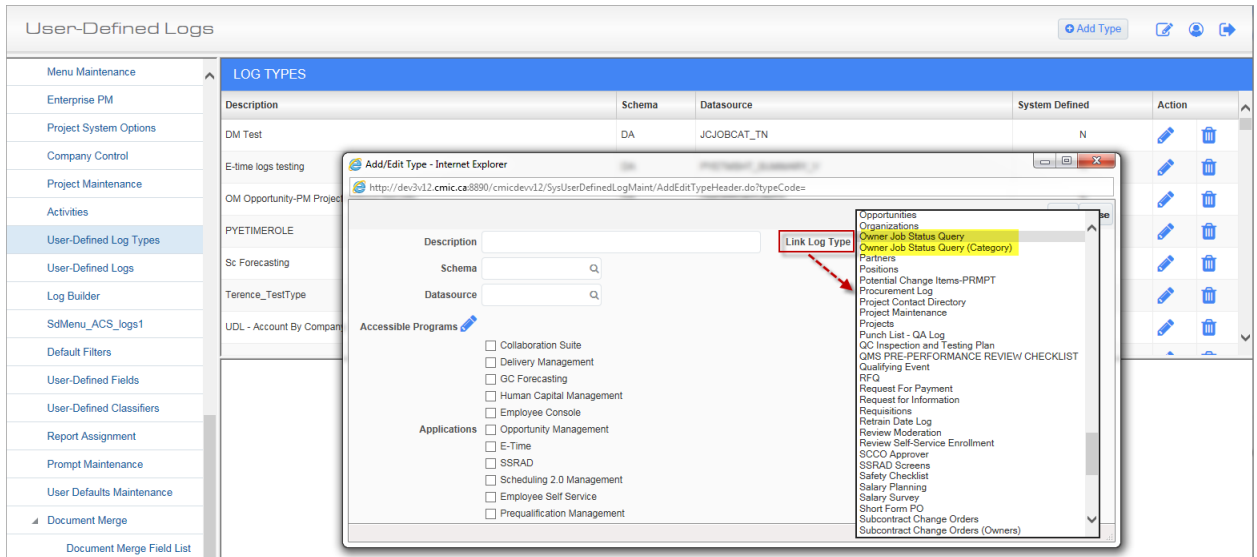 User-Defined Logs
Add Type
Menu Maintenance
Enterprise PM
Project System Options
Company Control
Project Maintenance
Activities
User-Defined Log Types
User-Defined Logs
Log Builder
SdMenu_ACS_logs1
Default Filters
User-Defined Fields
User-Defined Classifiers
Report Assignment
Prompt Maintenance
User Defaults Maintenance
Document Merge
Document Merge Field List
LOG TYPES
Description Schema Datasource System Defined Action
DM Test DA JCJOBCAT_TN N
E-time logs testing
OM Opportunity-PM Project
PYETIMEROLE
Sc Forecasting
Terence_TestType
UDL - Account By Company
Add/Edit Type - Internet Explorer
http://dev3v12.cmic.ca:8890/cmicdevv12/SysUserDefinedLogMaint/AddEditTypeHeader.do?typeCode=
Description
Schema
Datasource
Link Log Type
Accessible Programs
Applications
Collaboration Suite
Delivery Management
GC Forecasting
Human Capital Management
Employee Console
Opportunity Management
E-Time
SSRAD
Scheduling 2.0 Management
Employee Self Service
Prequalification Management
Opportunities
Organizations
Owner Job Status Query
Owner Job Status Query (Category)
Partners
Positions
Potential Change Items-PRMPT
Procurement Log
Project Contact Directory
Project Maintenance
Projects
Punch List - QA Log
QC Inspection and Testing Plan
QMS PRE-PERFORMANCE REVIEW CHECKLIST
Qualifying Event
RFQ
Request For Payment
Request for Information
Requisitions
Retrain Date Log
Review Moderation
Review Self-Service Enrollment
SCCO Approver
SSRAD Screens
Safety Checklist
Salary Planning
Salary Survey
Short Form PO
Subcontract Change Orders
Subcontract Change Orders (Owners)